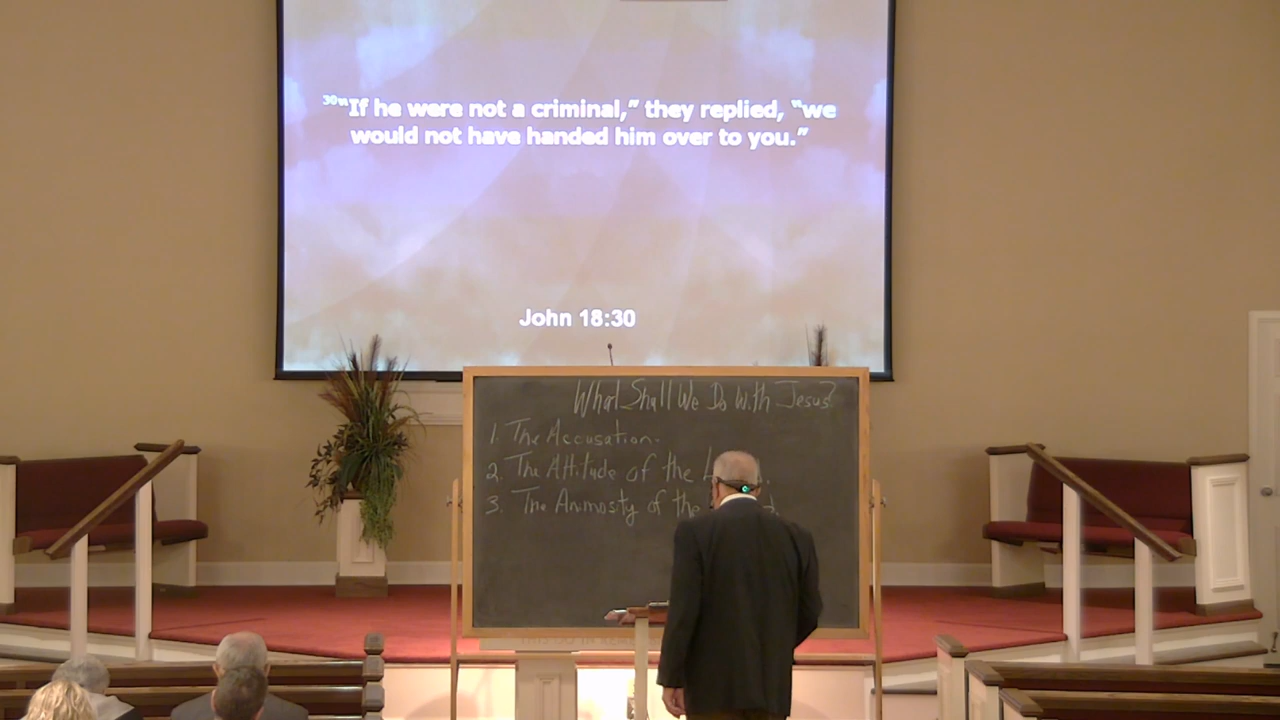 30"If he were not a criminal," they replied, "we
would not have handed him over to you."
John 18:30
What Shall We Do With Jesus?
1. The Accusation.
2. The Attitude of the
3. The Animosity of the